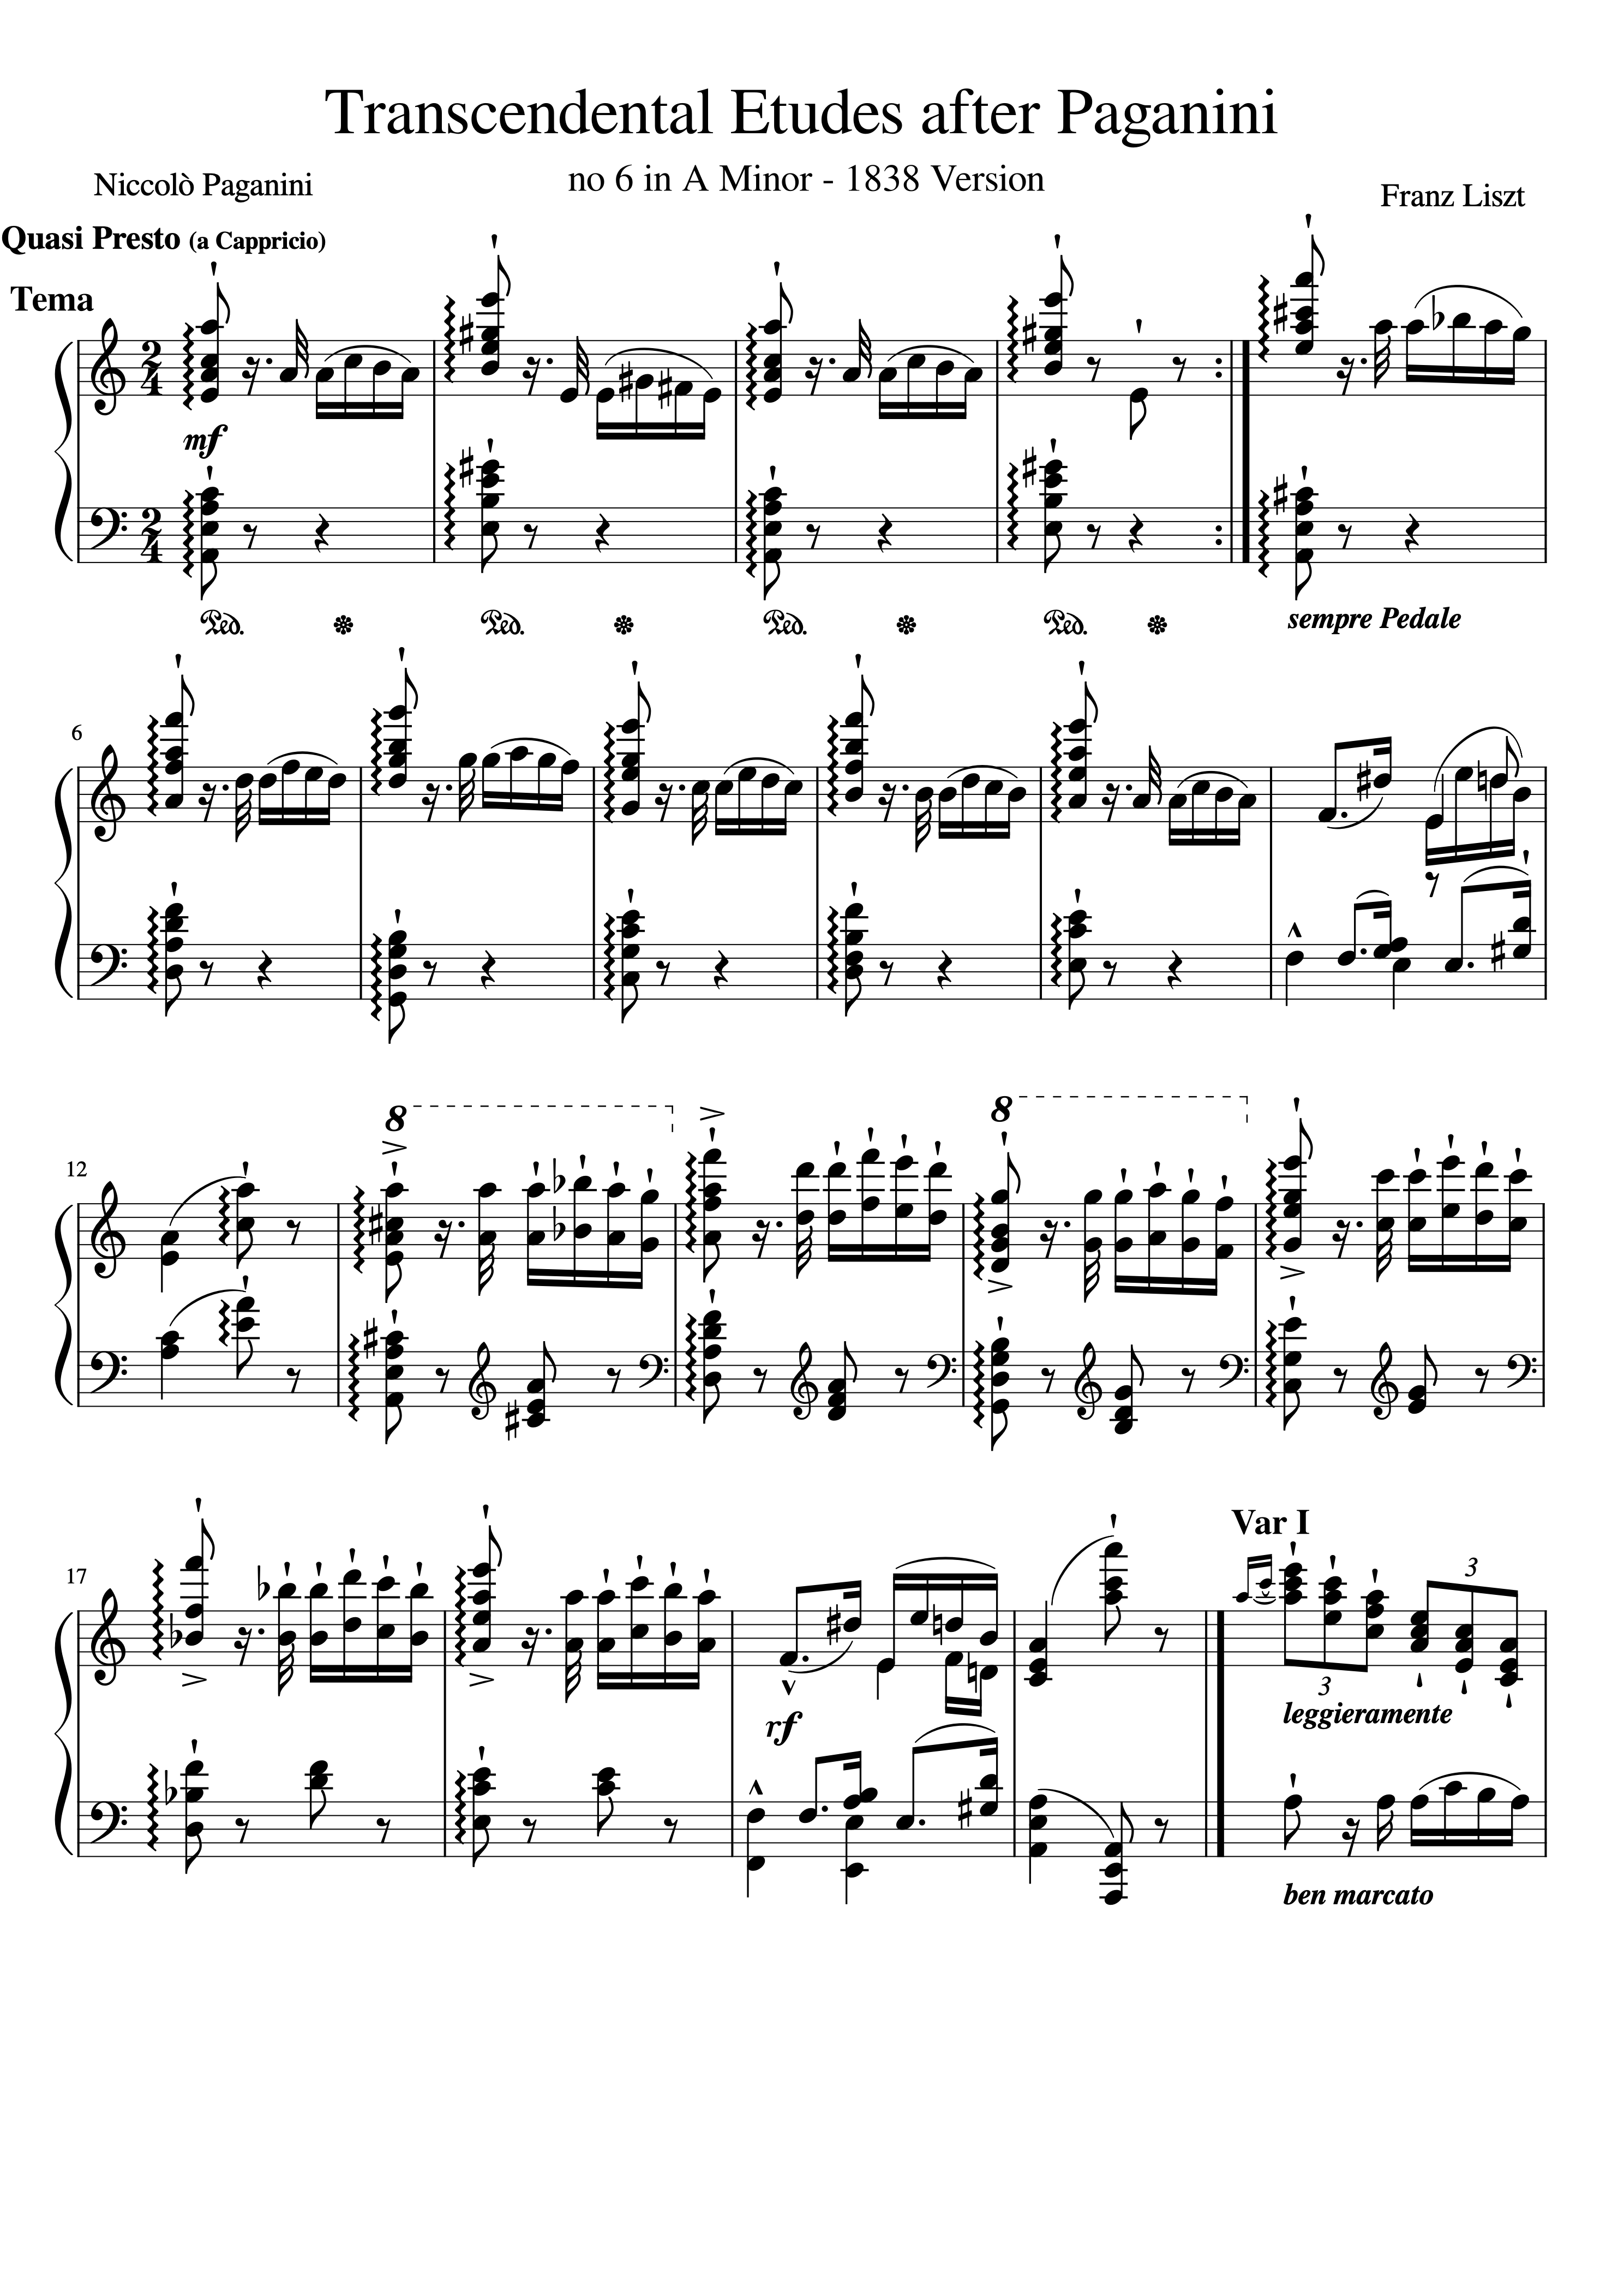 Transcendental Etudes after Paganini
no 6 in A Minor - 1838 Version
Niccolò Paganini
Franz Liszt
Quasi Presto (a Cappricio)
Tema
2
4
mf
2
4
Ped. Ped. Ped. Ped.
sempre Pedale
6
12
8
8
17
rf
Var I
3
3
leggieramente
ben marcato